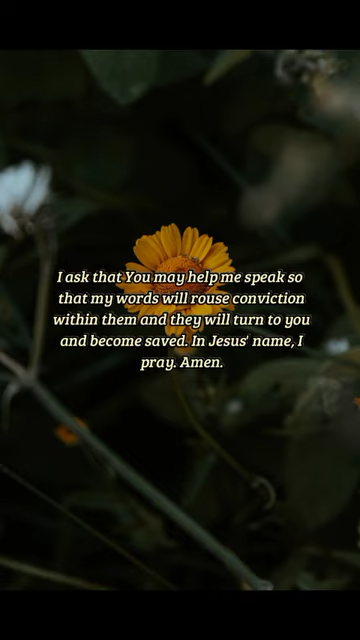 I ask that You may help me speak so
that my words will rouse conviction
within them and they will turn to you
and become saved. In Jesus' name, I
pray. Amen.